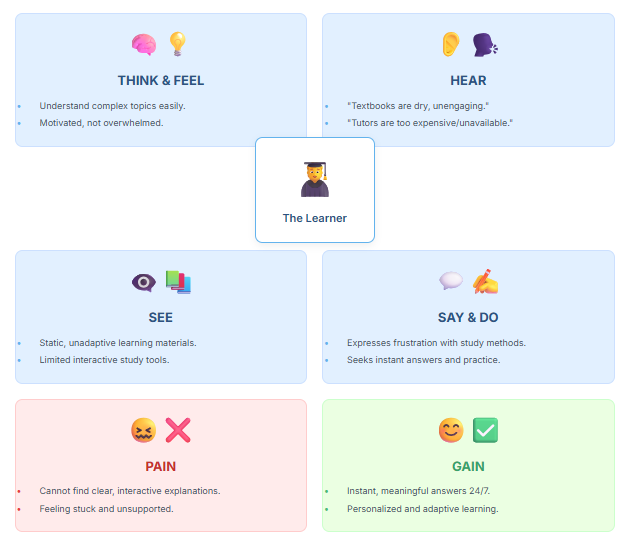 THINK & FEEL
• Understand complex topics easily.
• Motivated, not overwhelmed.
HEAR
• "Textbooks are dry, unengaging."
• "Tutors are too expensive/unavailable."
The Learner
SEE
• Static, unadaptive learning materials.
• Limited interactive study tools.
SAY & DO
• Expresses frustration with study methods.
• Seeks instant answers and practice.
PAIN
• Cannot find clear, interactive explanations.
• Feeling stuck and unsupported.
GAIN
• Instant, meaningful answers 24/7.
• Personalized and adaptive learning.